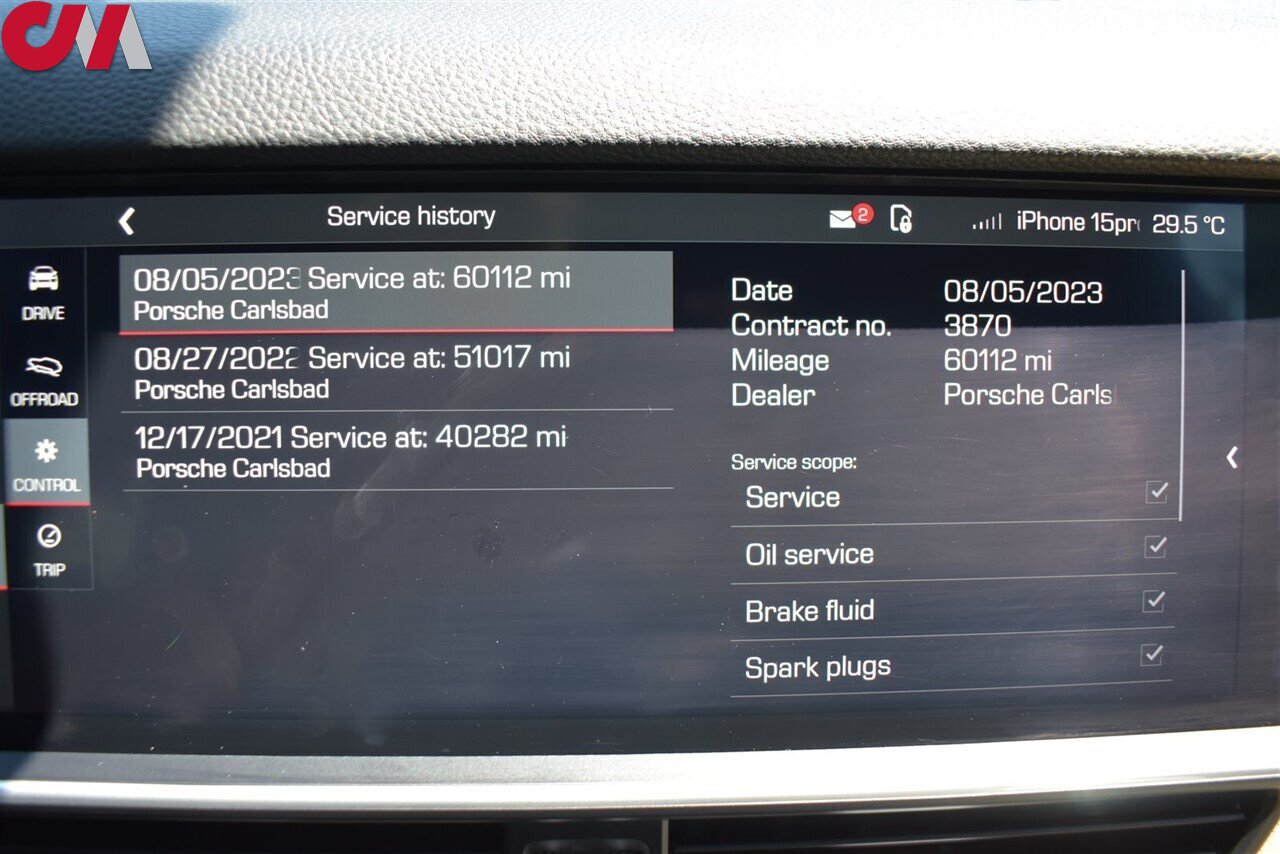 CM
Service history
2
iPhone 15pr
29.5 °C
DRIVE
OFFROAD
CONTROL
TRIP
08/05/2023 Service at: 60112 mi
Porsche Carlsbad
08/27/2022 Service at: 51017 mi
Porsche Carlsbad
12/17/2021 Service at: 40282 mi
Porsche Carlsbad
Date 08/05/2023
Contract no. 3870
Mileage 60112 mi
Dealer Porsche Carls
Service scope:
Service
Oil service
Brake fluid
Spark plugs